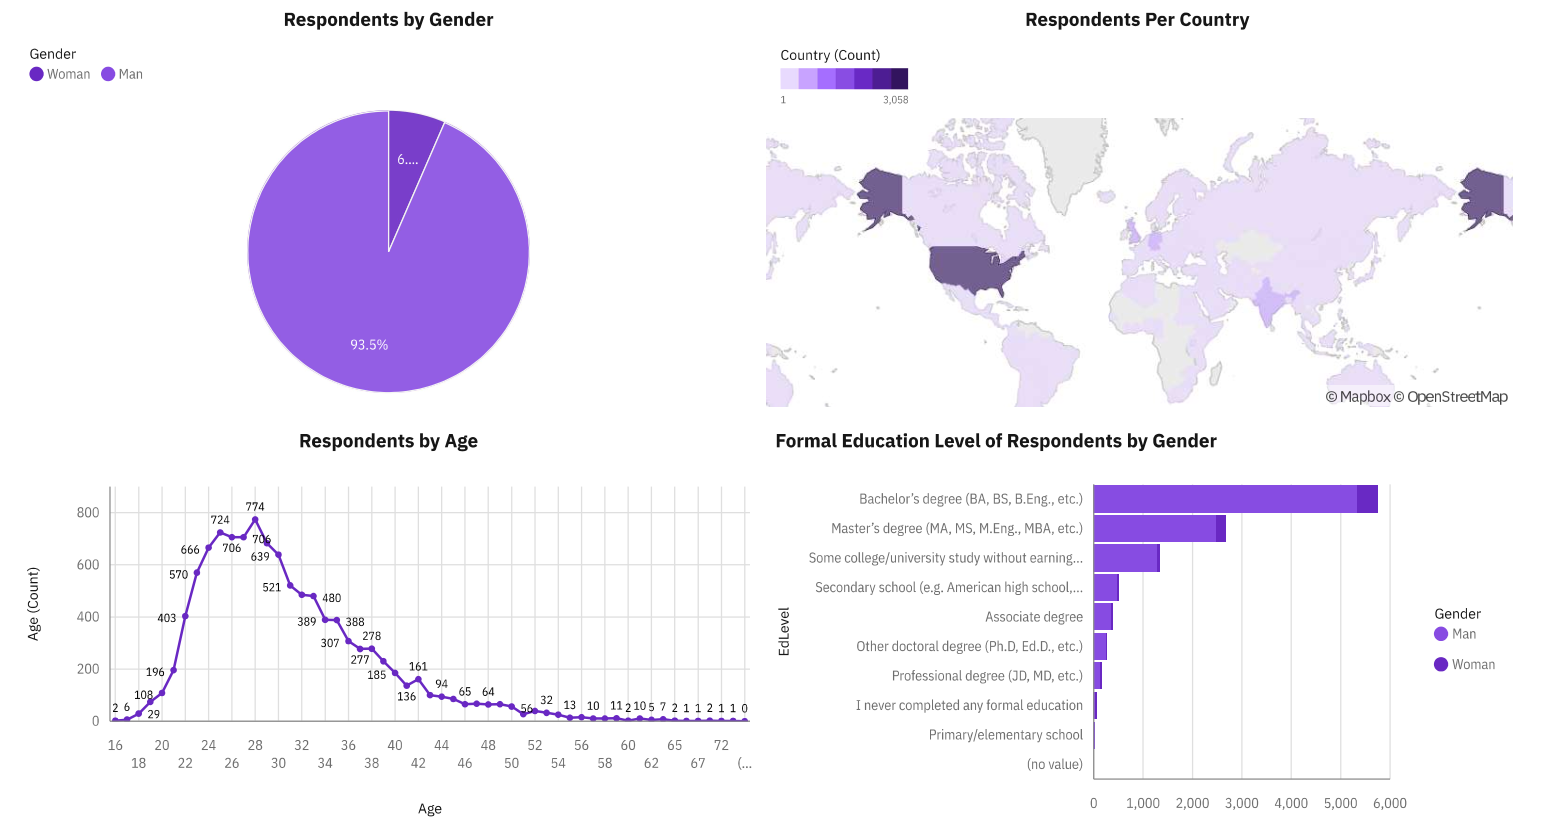 Respondents by Gender
Gender
Woman Man
6....
93.5%
Respondents Per Country
Country (Count)
1 3,058
© Mapbox © OpenStreetMap
Respondents by Age
Age (Count)
800
600
400
200
0
2 6 29 108 196 403 570 666 724 706 774 706 639 521 480 389 388 307 278 277 185 136 161 94 65 64 56 32 13 10 11 2 10 5 7 2 1 1 2 1 1 0
16 20 24 28 32 36 40 44 48 52 56 60 65 72
18 22 26 30 34 38 42 46 50 54 58 62 67 (...
Age
Formal Education Level of Respondents by Gender
EdLevel
Bachelor's degree (BA, BS, B.Eng., etc.)
Master's degree (MA, MS, M.Eng., MBA, etc.)
Some college/university study without earning...
Secondary school (e.g. American high school,...
Associate degree
Other doctoral degree (Ph.D, Ed.D., etc.)
Professional degree (JD, MD, etc.)
I never completed any formal education
Primary/elementary school
(no value)
0 1,000 2,000 3,000 4,000 5,000 6,000
Gender
Man
Woman